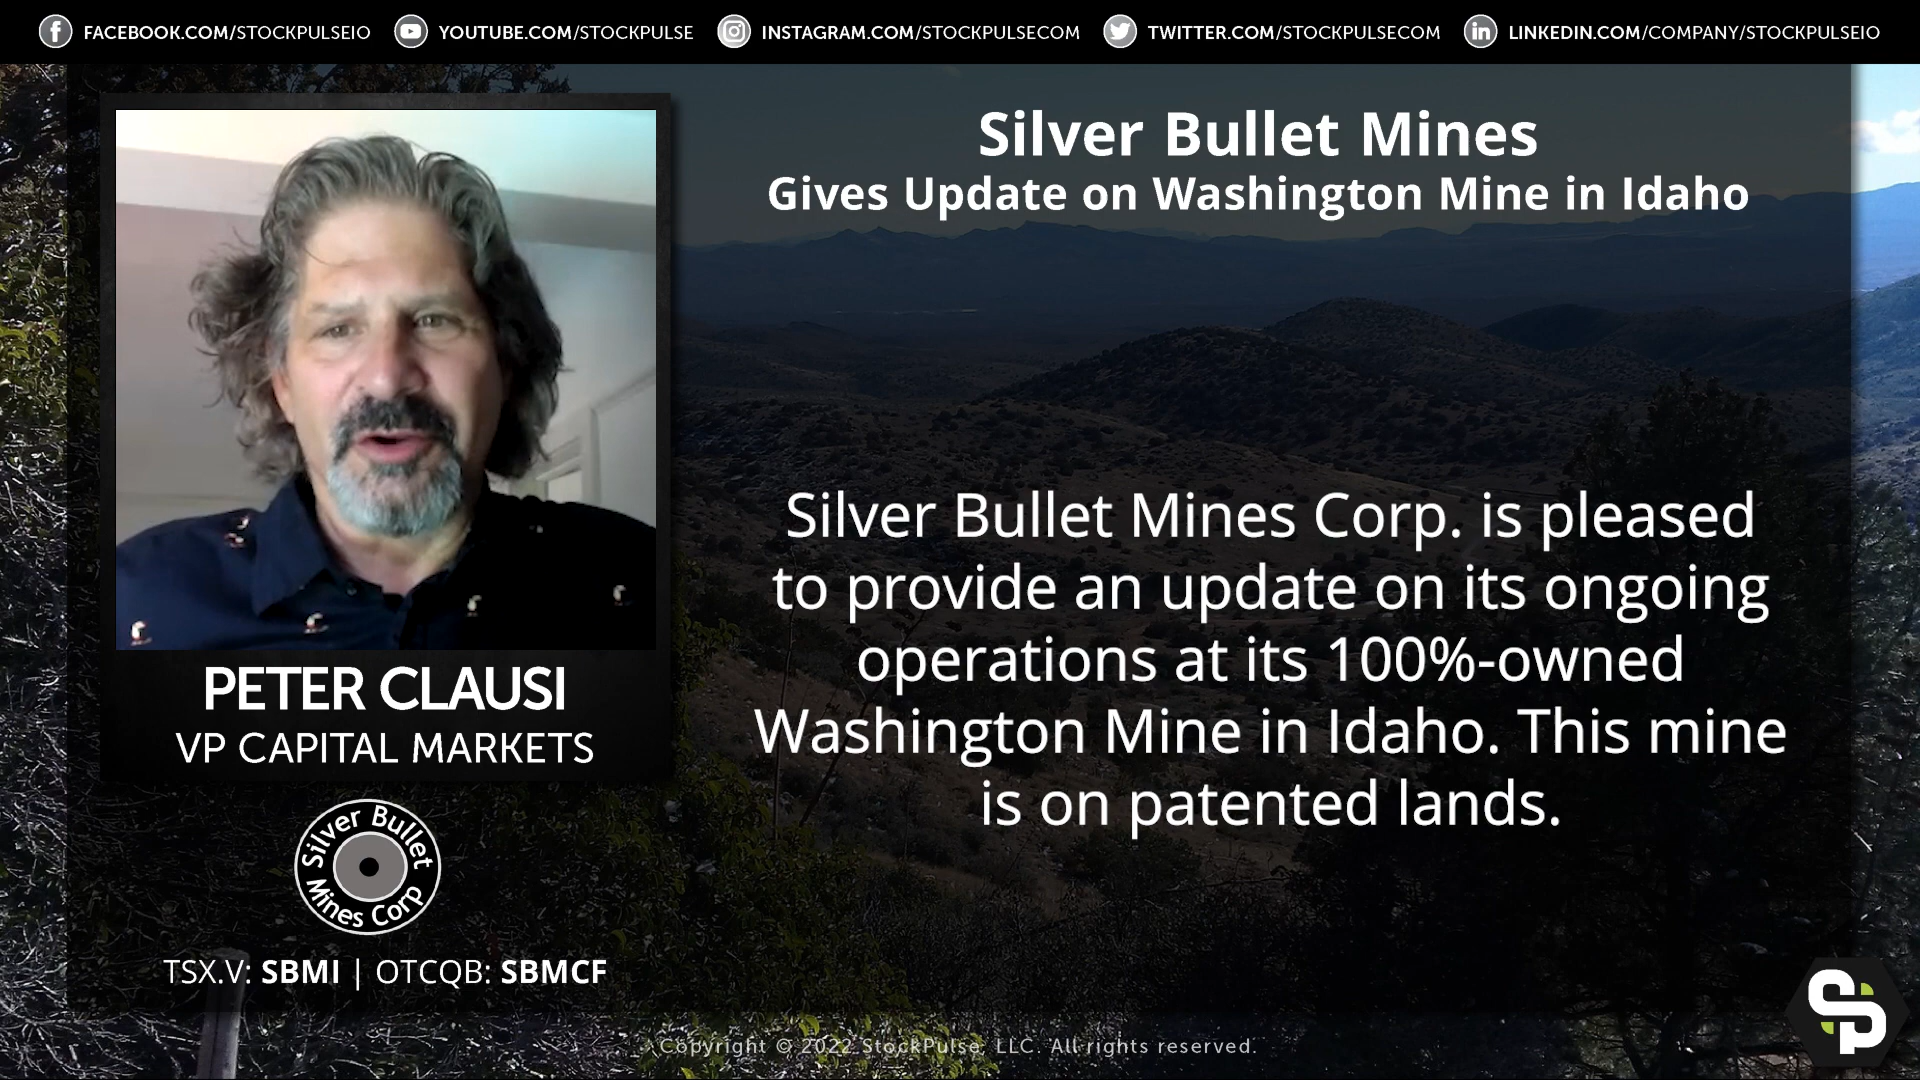 FACEBOOK.COM/STOCKPULSEIO
YOUTUBE.COM/STOCKPULSE
INSTAGRAM.COM/STOCKPULSECOM
TWITTER.COM/STOCKPULSECOM
LINKEDIN.COM/COMPANY/STOCKPULSEIO
Silver Bullet Mines
Gives Update on Washington Mine in Idaho
Silver Bullet Mines Corp. is pleased
to provide an update on its ongoing
operations at its 100%-owned
Washington Mine in Idaho. This mine
is on patented lands.
PETER CLAUSI
VP CAPITAL MARKETS
Silver Bullet
Mines Corp
TSX.V: SBMI | OTCQB: SBMCF
SP
Copyright © 2022 StockPulse, LLC. All rights reserved.